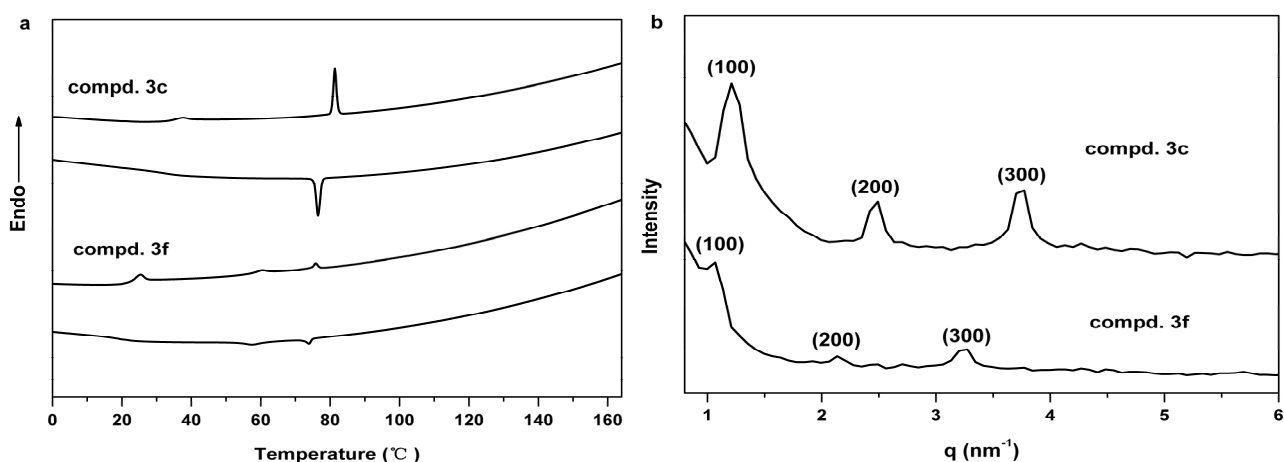 a
compd. 3c
compd. 3f
Endo
0 20 40 60 80 100 120 140 160
Temperature (℃)
b
(100)
(200)
(300)
compd. 3c
(100)
(200)
(300)
compd. 3f
Intensity
1 2 3 4 5 6
q (nm⁻¹)